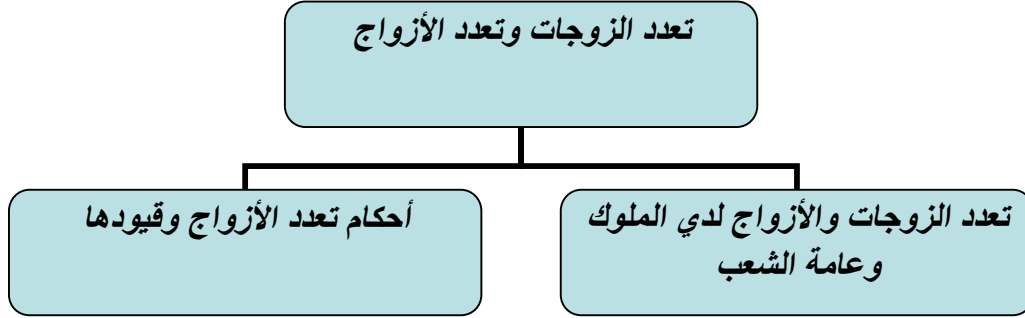 تعدد الزوجات وتعدد الأزواج
تعدد الزوجات والأزواج لدي الملوك
وعامة الشعب
أحكام تعدد الأزواج وقيودها